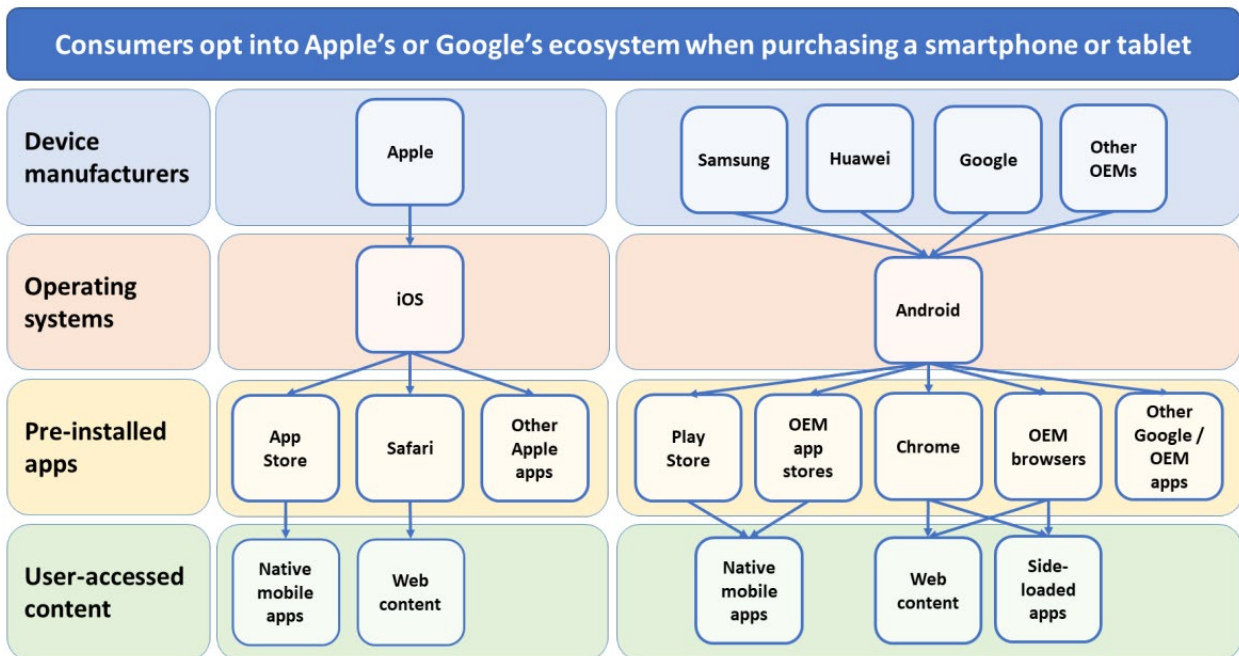 Consumers opt into Apple's or Google's ecosystem when purchasing a smartphone or tablet
Device
manufacturers
Apple
Samsung
Huawei
Google
Other
OEMs
Operating
systems
iOS
Android
Pre-installed
apps
App
Store
Safari
Other
Apple
apps
Play
Store
OEM
app
stores
Chrome
OEM
browsers
Other
Google /
OEM
apps
User-accessed
content
Native
mobile
apps
Web
content
Native
mobile
apps
Web
content
Side-
loaded
apps